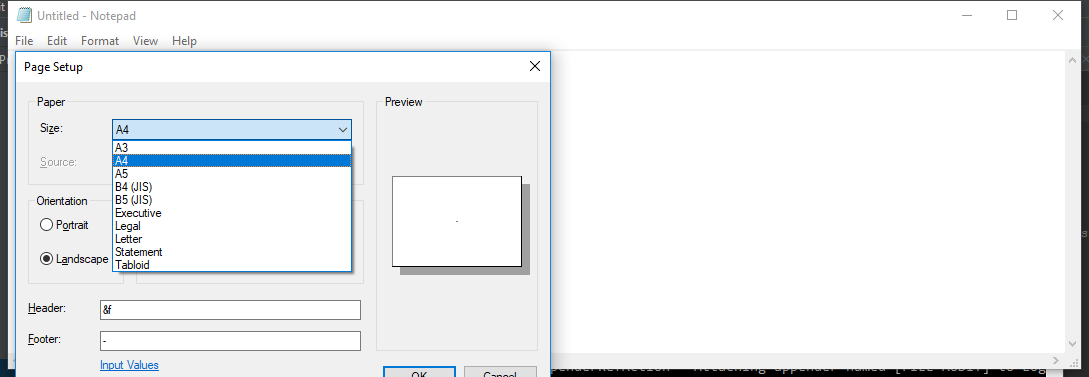 Untitled - Notepad
File Edit Format View Help
Page Setup
Paper
Preview
Size:
A4
A3
A4
A5
B4 (JIS)
B5 (JIS)
Executive
Legal
Letter
Statement
Tabloid
Source:
Orientation
Portrait
Landscape
Header:
&f
Footer:
-
Input Values
OK
Cancel